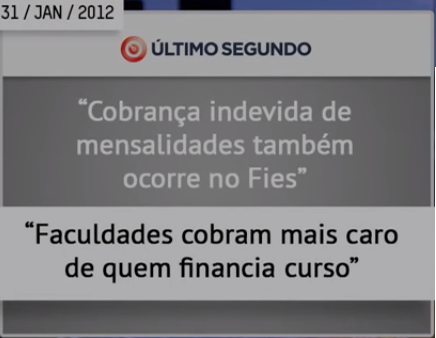 31 / JAN / 2012
ÚLTIMO SEGUNDO
“Cobrança indevida de
mensalidades também
ocorre no Fies”
“Faculdades cobram mais caro
de quem financia curso”